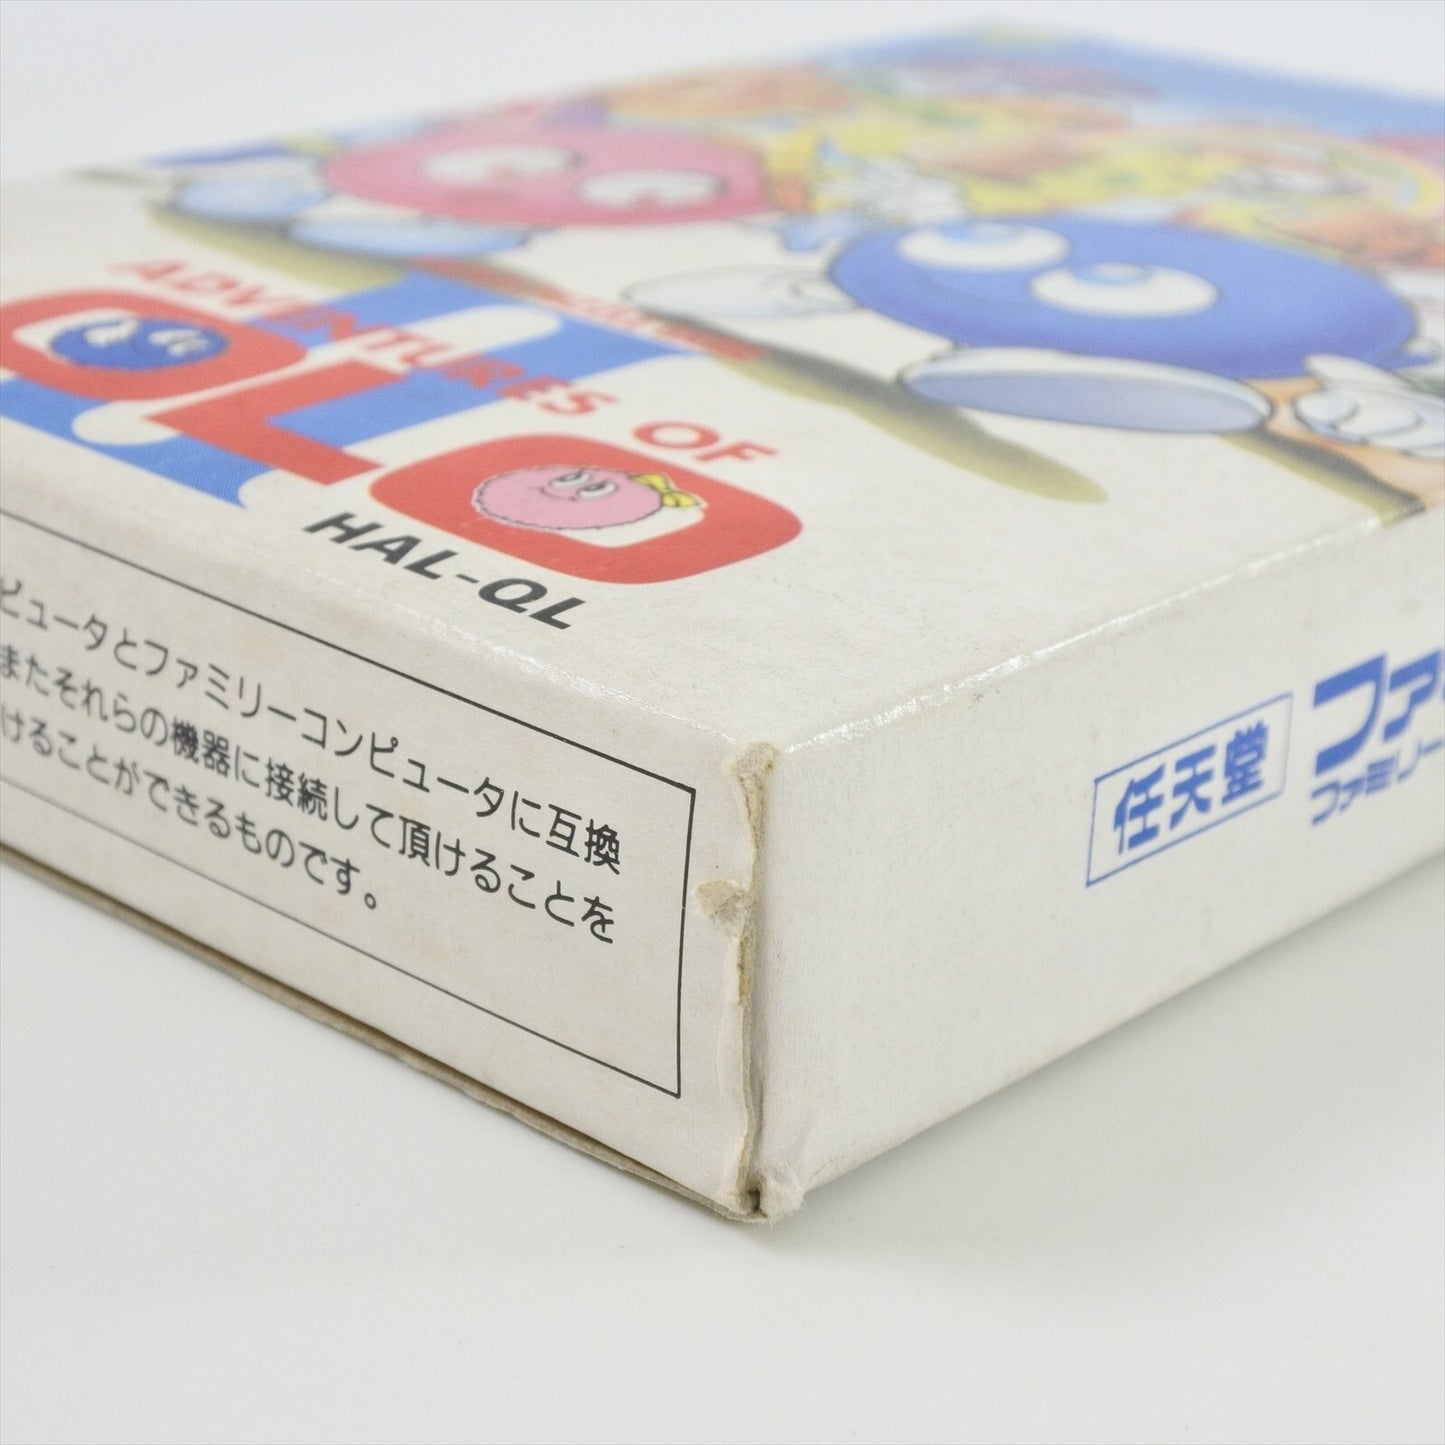 ADVENTURES OF
LOLO
HAL-QL
ピュータとファミリーコンピュータに互換
またそれらの機器に接続して頂けることを
けることができるものです。
任天堂
ファ
ファミリー